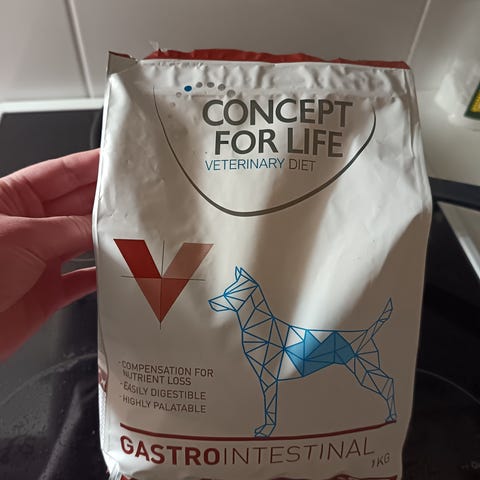 CONCEPT
FOR LIFE
VETERINARY DIET
V
- COMPENSATION FOR
NUTRIENT LOSS
- EASILY DIGESTIBLE
- HIGHLY PALATABLE
GASTROINTESTINAL
1KG